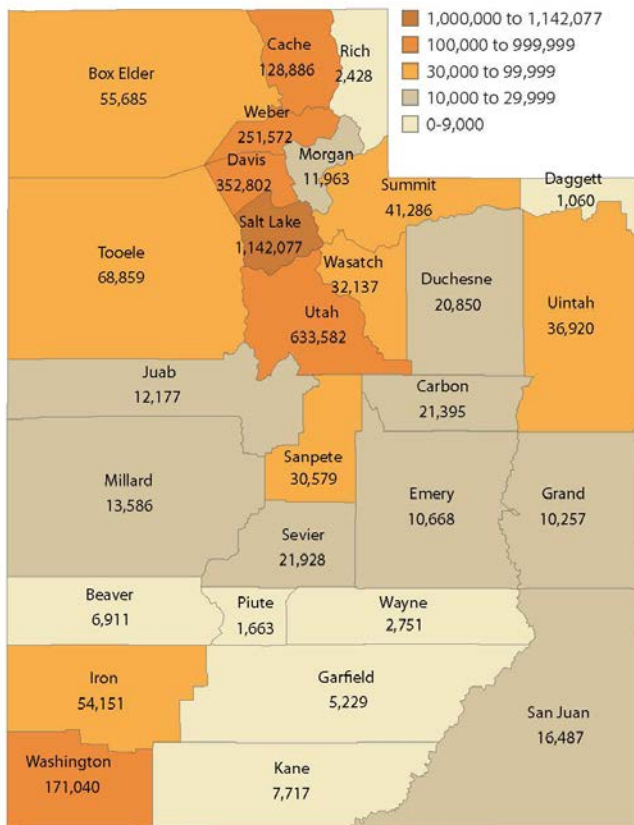 1,000,000 to 1,142,077
100,000 to 999,999
30,000 to 99,999
10,000 to 29,999
0-9,000
Cache
128,886
Rich
2,428
Box Elder
55,685
Weber
251,572
Morgan
11,963
Davis
352,802
Summit
41,286
Daggett
1,060
Salt Lake
1,142,077
Tooele
68,859
Wasatch
32,137
Duchesne
20,850
Uintah
36,920
Utah
633,582
Juab
12,177
Carbon
21,395
Sanpete
30,579
Millard
13,586
Emery
10,668
Grand
10,257
Sevier
21,928
Beaver
6,911
Piute
1,663
Wayne
2,751
Iron
54,151
Garfield
5,229
San Juan
16,487
Washington
171,040
Kane
7,717